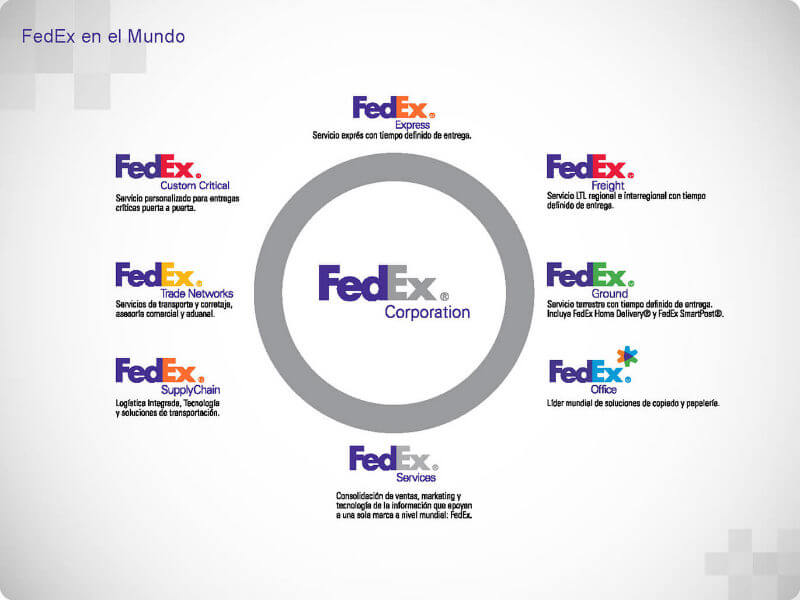 FedEx en el Mundo
FedEx®
Express
Servicio exprés con tiempo definido de entrega.
FedEx®
Custom Critical
Servicio personalizado para entregas
críticas puerta a puerta.
FedEx®
Freight
Servicio LTL regional e interregional con tiempo
definido de entrega.
FedEx®
Trade Networks
Servicios de transporte y corretaje,
asesoría comercial y aduanal.
FedEx®
Corporation
FedEx®
Ground
Servicio terrestre con tiempo definido de entrega.
Incluye FedEx Home Delivery® y FedEx SmartPost®.
FedEx®
SupplyChain
Logística Integrada, Tecnología
y soluciones de transportación.
FedEx®
Office
Líder mundial de soluciones de copiado y papelería.
FedEx®
Services
Consolidación de ventas, marketing y
tecnología de la información que apoyan
a una sola marca a nivel mundial: FedEx.